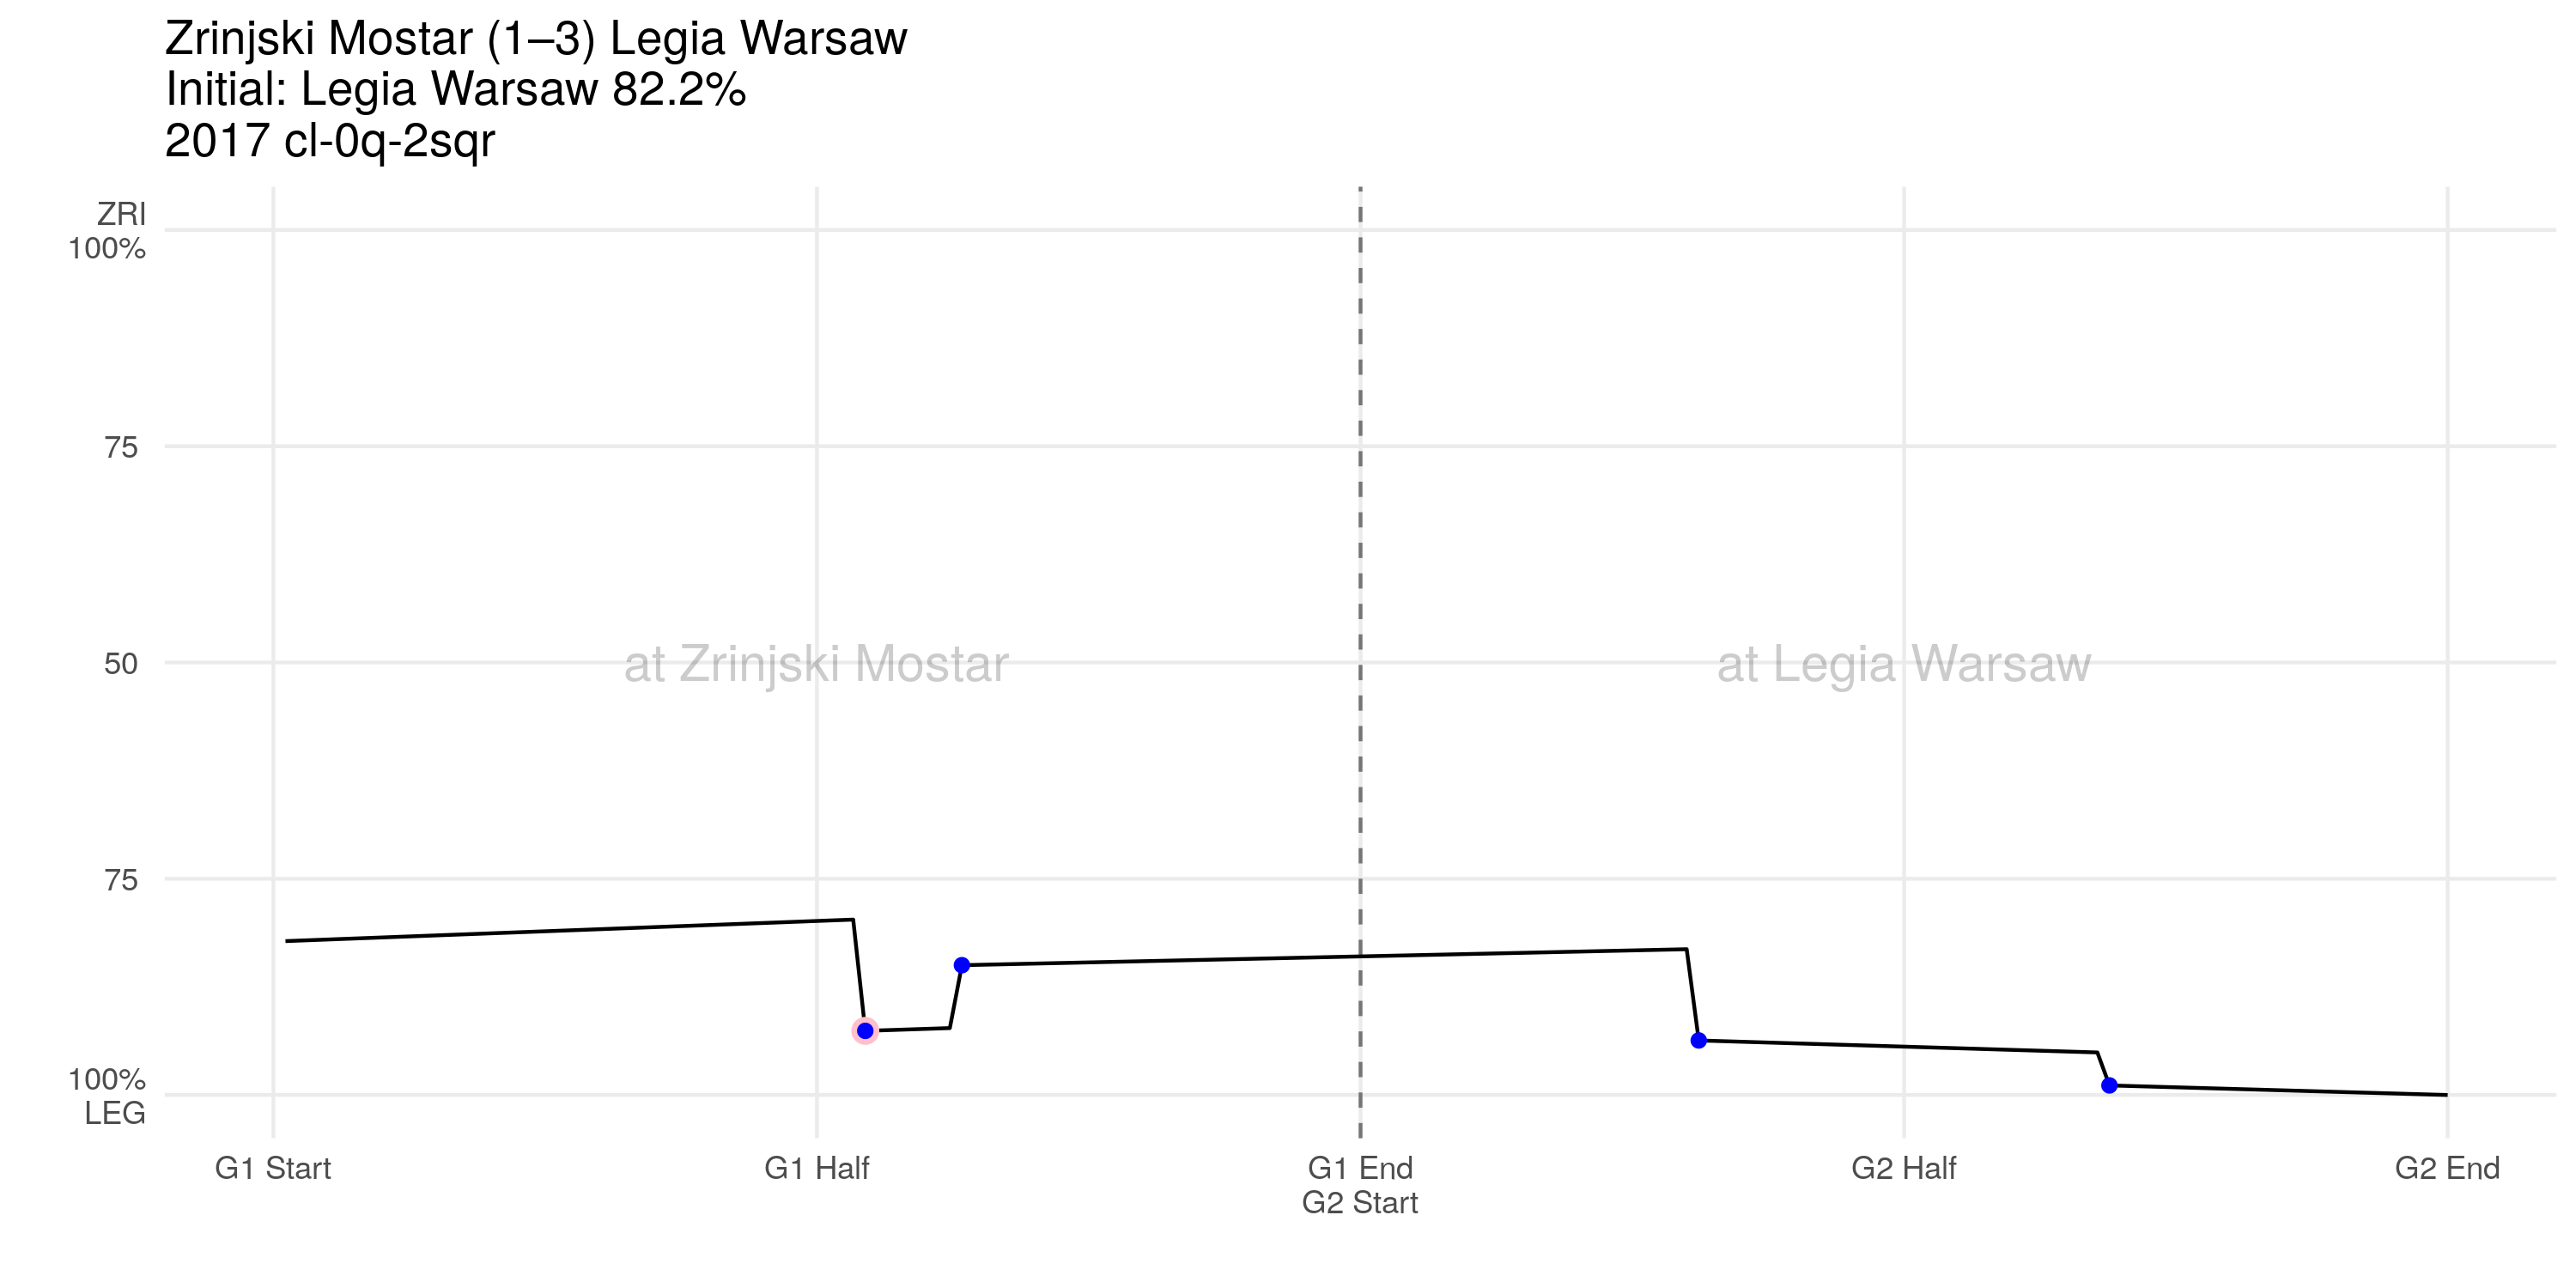 Zrinjski Mostar (1–3) Legia Warsaw
Initial: Legia Warsaw 82.2%
2017 cl-0q-2sqr
ZRI
100%
75
50
75
100%
LEG
at Zrinjski Mostar
at Legia Warsaw
G1 Start
G1 Half
G1 End
G2 Start
G2 Half
G2 End